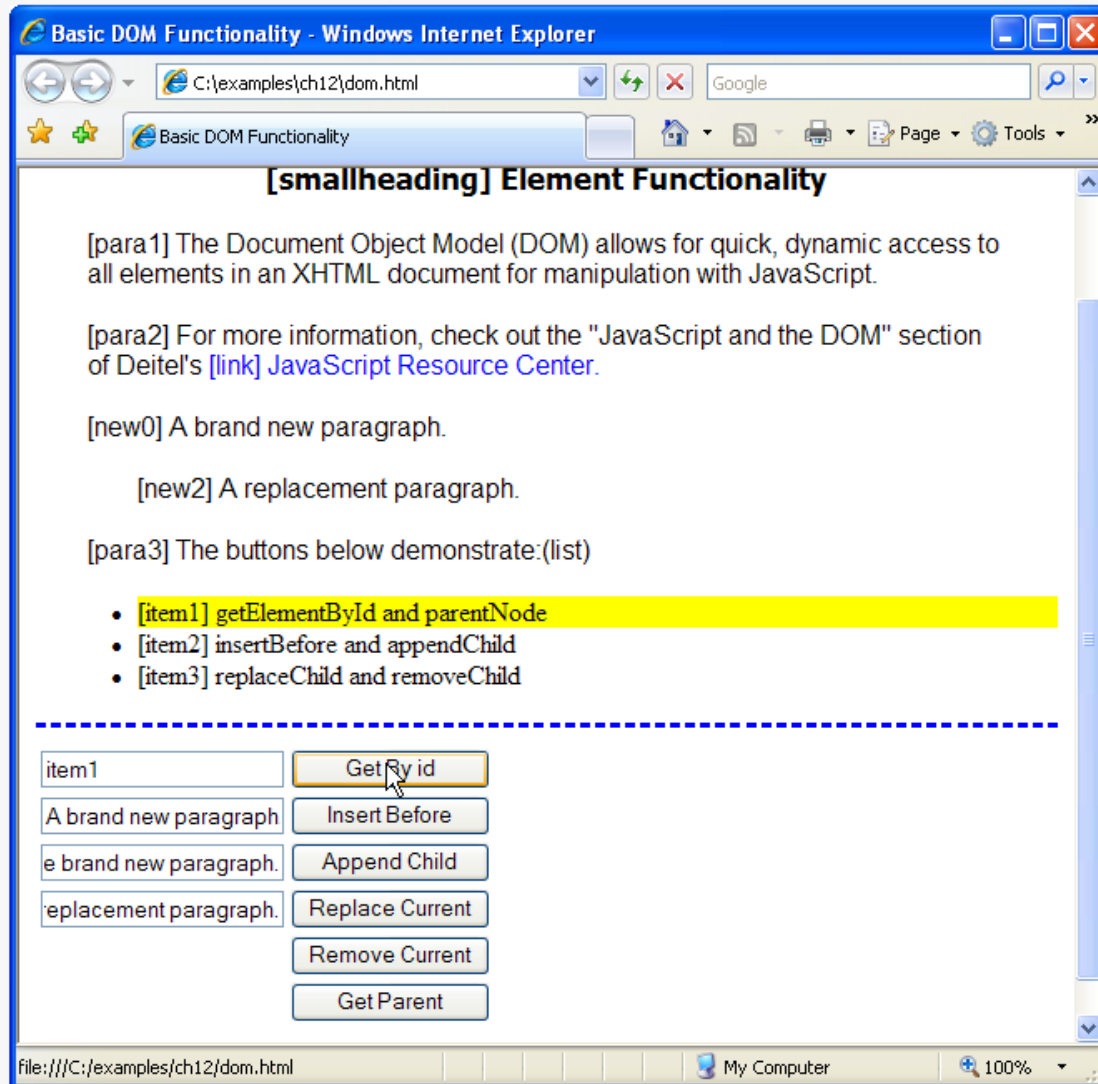 Basic DOM Functionality - Windows Internet Explorer
C:\examples\ch12\dom.html
Google
Basic DOM Functionality
Page
Tools
»
[smallheading] Element Functionality
[para1] The Document Object Model (DOM) allows for quick, dynamic access to
all elements in an XHTML document for manipulation with JavaScript.
[para2] For more information, check out the "JavaScript and the DOM" section
of Deitel's [link] JavaScript Resource Center.
[new0] A brand new paragraph.
[new2] A replacement paragraph.
[para3] The buttons below demonstrate:(list)
• [item1] getElementById and parentNode
• [item2] insertBefore and appendChild
• [item3] replaceChild and removeChild
item1 Get By id
A brand new paragraph Insert Before
e brand new paragraph. Append Child
replacement paragraph. Replace Current
Remove Current
Get Parent
file:///C:/examples/ch12/dom.html My Computer 100%